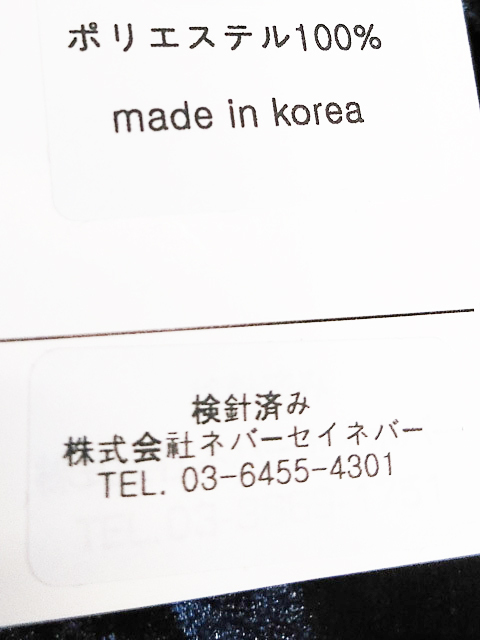 ポリエステル100%
made in korea
検針済み
株式会社ネバーセイネバー
TEL. 03-6455-4301